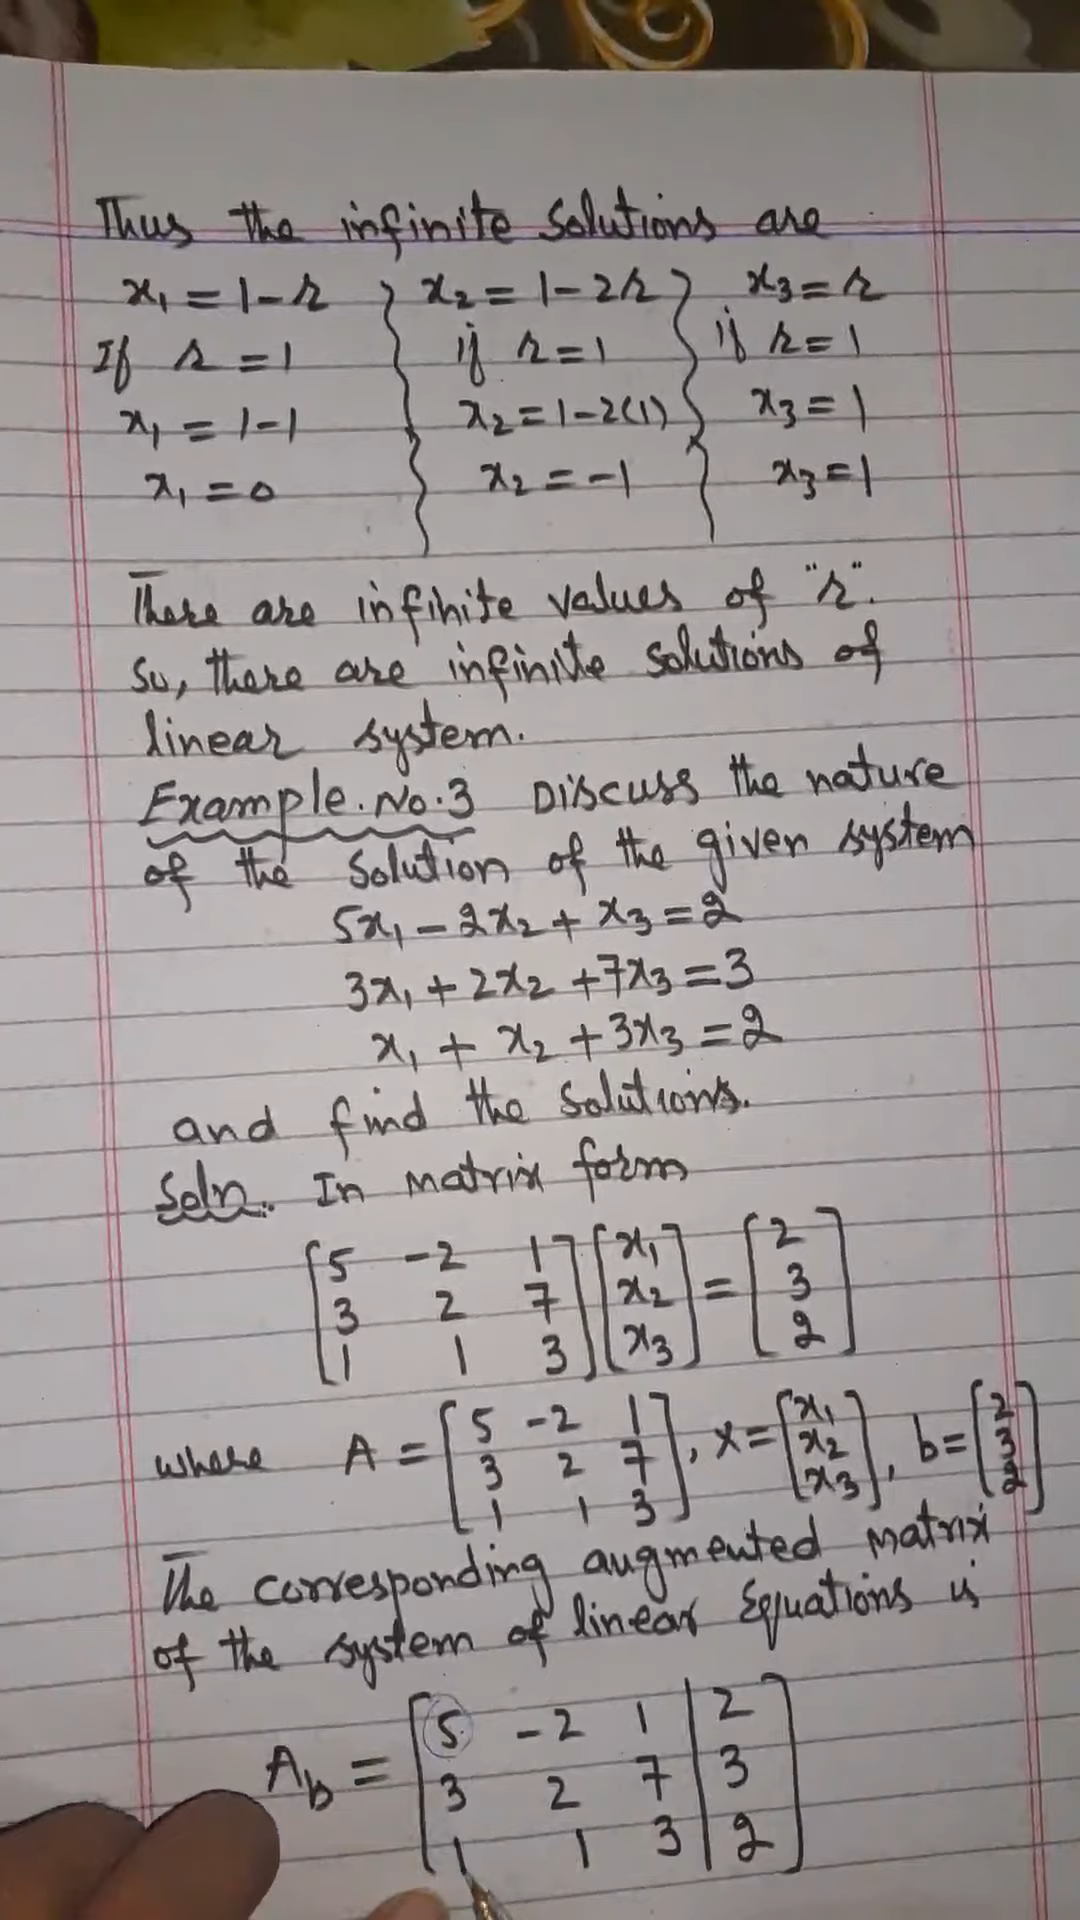 Thus the infinite solutions are
x₁ = 1-r } x₂ = 1-2r } x₃ = r
If r = 1 if r = 1 if r = 1
x₁ = 1-1 x₂ = 1-2(1) x₃ = 1
x₁ = 0 x₂ = -1 x₃ = 1
There are infinite values of "r".
So, there are infinite solutions of
linear system.
Example.No.3 Discuss the nature
of the solution of the given system
5x₁ - 2x₂ + x₃ = 2
3x₁ + 2x₂ + 7x₃ = 3
x₁ + x₂ + 3x₃ = 2
and find the solutions.
Soln. In matrix form
[5 -2 1] [x₁] = [2]
[3 2 7] [x₂] [3]
[1 1 3] [x₃] [2]
where A = [5 -2 1], x = [x₁], b = [2]
[3 2 7] [x₂] [3]
[1 1 3] [x₃] [2]
The corresponding augmented matrix
of the system of linear Equations is
A_b = [5 -2 1 | 2]
[3 2 7 | 3]
[1 1 3 | 2]